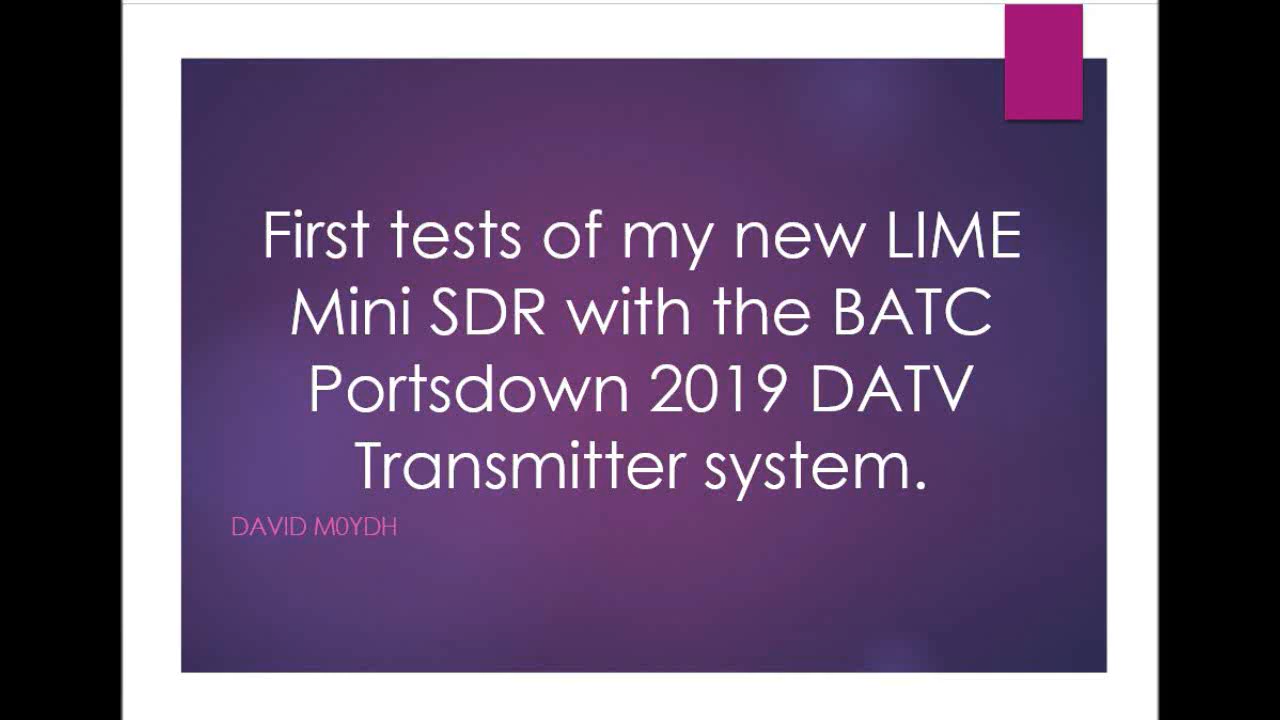 First tests of my new LIME
Mini SDR with the BATC
Portsdown 2019 DATV
Transmitter system.
DAVID M0YDH